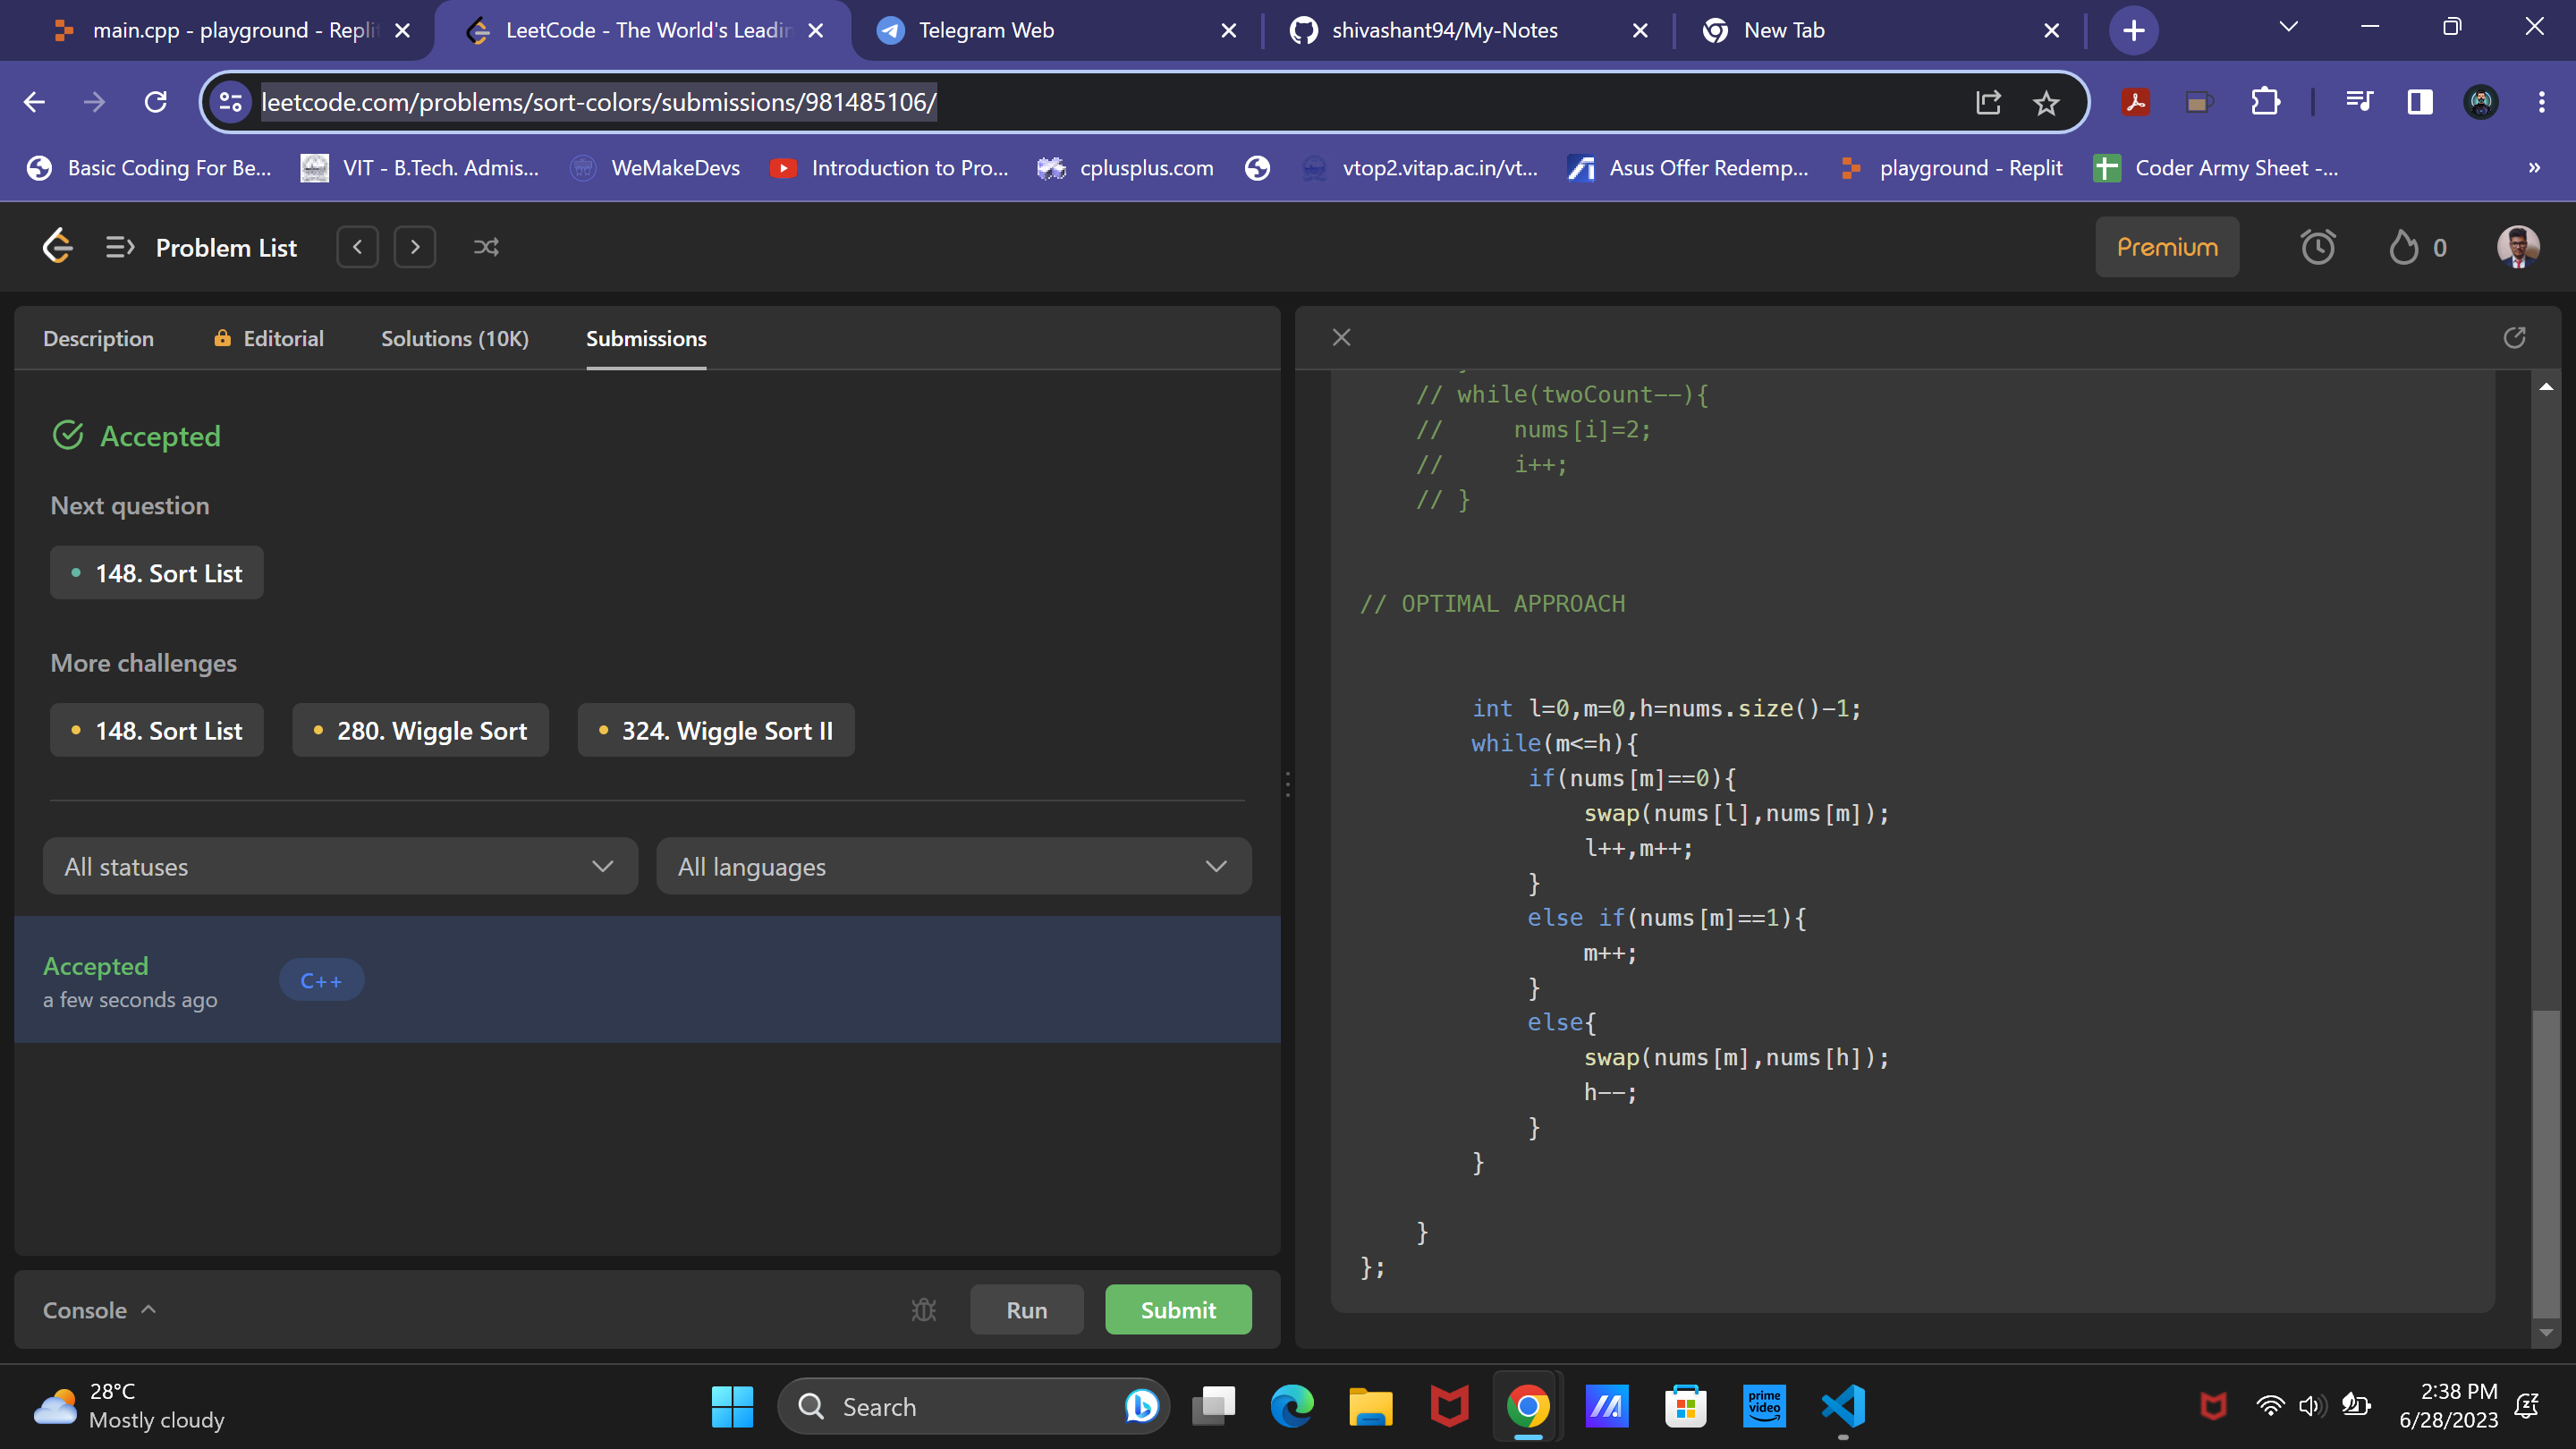 main.cpp - playground - Repli
LeetCode - The World's Leadin
Telegram Web
shivashant94/My-Notes
New Tab
leetcode.com/problems/sort-colors/submissions/981485106/
Basic Coding For Be...
VIT - B.Tech. Admis...
WeMakeDevs
Introduction to Pro...
cplusplus.com
vtop2.vitap.ac.in/vt...
Asus Offer Redemp...
playground - Replit
Coder Army Sheet -...
»
Problem List
Premium
0
Description
Editorial
Solutions (10K)
Submissions
Accepted
Next question
148. Sort List
More challenges
148. Sort List
280. Wiggle Sort
324. Wiggle Sort II
All statuses
All languages
Accepted
a few seconds ago
C++
Console
Run
Submit
// while(twoCount--){
//     nums[i]=2;
//     i++;
// }
// OPTIMAL APPROACH
int l=0,m=0,h=nums.size()-1;
while(m<=h){
if(nums[m]==0){
swap(nums[l],nums[m]);
l++,m++;
}
else if(nums[m]==1){
m++;
}
else{
swap(nums[m],nums[h]);
h--;
}
}
}
};
28°C
Mostly cloudy
Search
prime
video
2:38 PM
6/28/2023